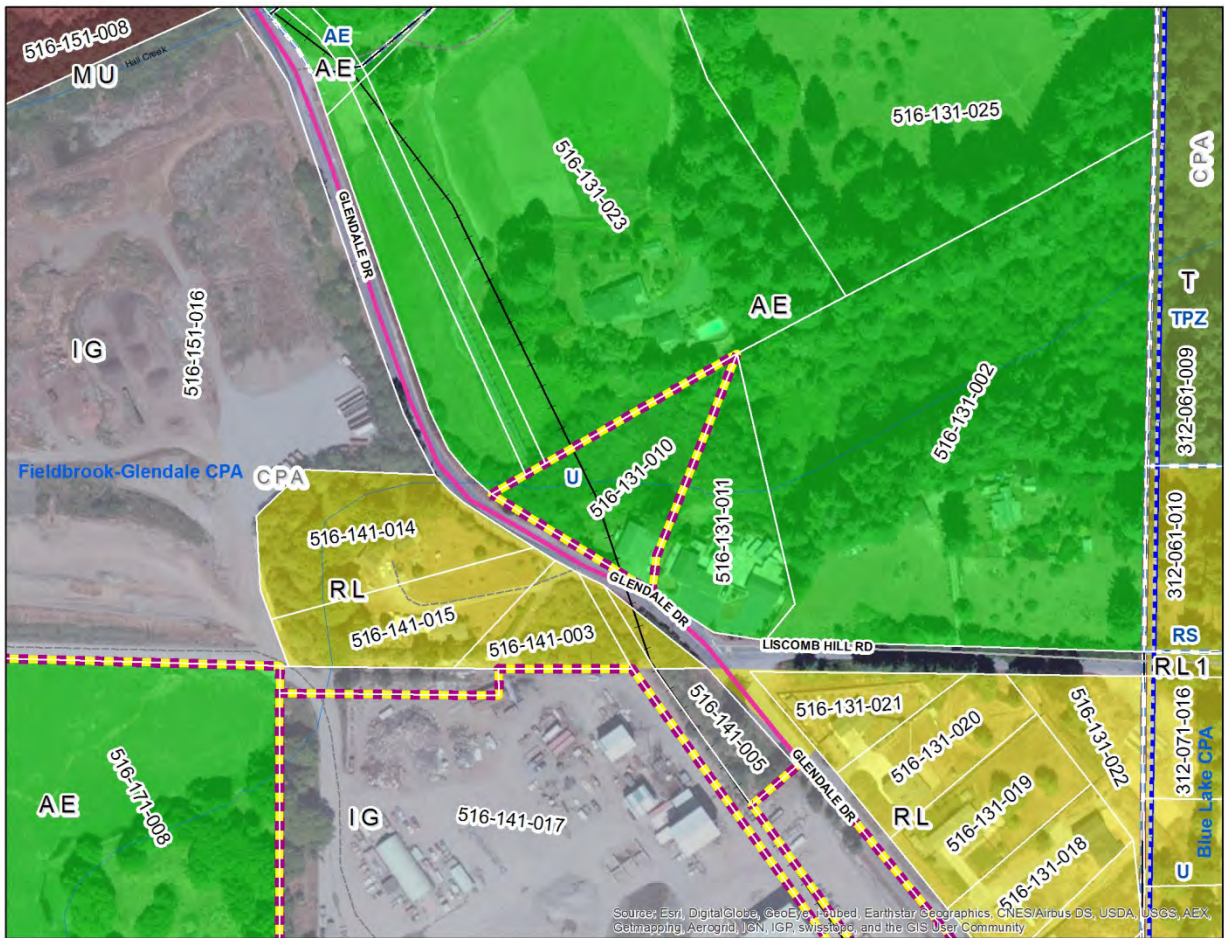 516-151-008
AE
Hall Creek
MU
AE
516-131-025
CPA
516-131-023
GLENDALE DR
516-151-016
IG
AE
T
TPZ
312-061-009
516-131-002
Fieldbrook-Glendale CPA
CPA
U
516-131-010
516-131-011
516-141-014
312-061-010
RL
516-141-015
GLENDALE DR
516-141-003
LISCOMB HILL RD
RS
RL1
516-141-005
516-131-021
516-131-022
312-071-016
516-131-020
GLENDALE DR
516-131-019
Blue Lake CPA
AE
516-171-008
IG
516-141-017
RL
516-131-018
U
Source: Esri, DigitalGlobe, GeoEye, i-cubed, Earthstar Geographics, CNES/Airbus DS, USDA, USGS, AEX,
Getmapping, Aerogrid, IGN, IGP, swisstopo, and the GIS User Community